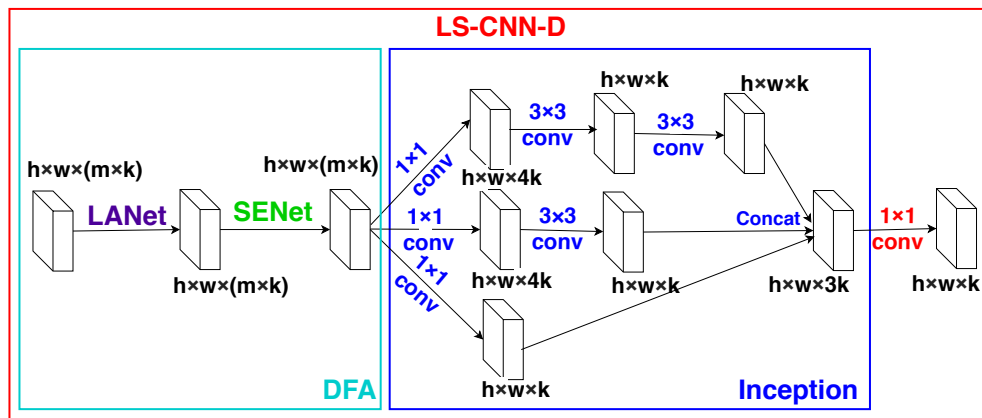 LS-CNN-D
h×w×(m×k)
LANet
h×w×(m×k)
SENet
h×w×(m×k)
DFA
1×1
conv
h×w×4k
3×3
conv
h×w×k
3×3
conv
h×w×k
1×1
conv
h×w×4k
3×3
conv
h×w×k
1×1
conv
h×w×k
Concat
h×w×3k
Inception
1×1
conv
h×w×k